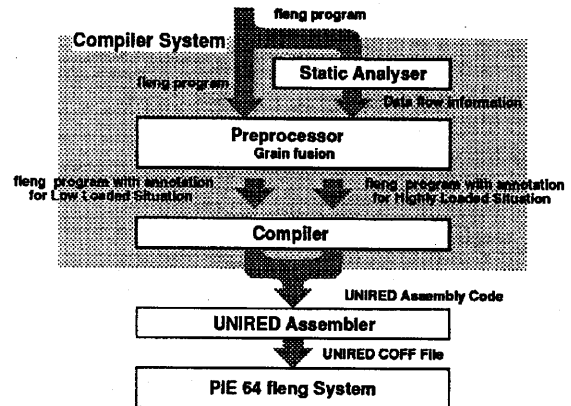 fleng program
Compiler System
Static Analyser
fleng program
Data flow information
Preprocessor
Grain fusion
fleng program with annotation
for Low Loaded Situation
fleng program with annotation
for Highly Loaded Situation
Compiler
UNIRED Assembly Code
UNIRED Assembler
UNIRED COFF File
PIE 64 fleng System